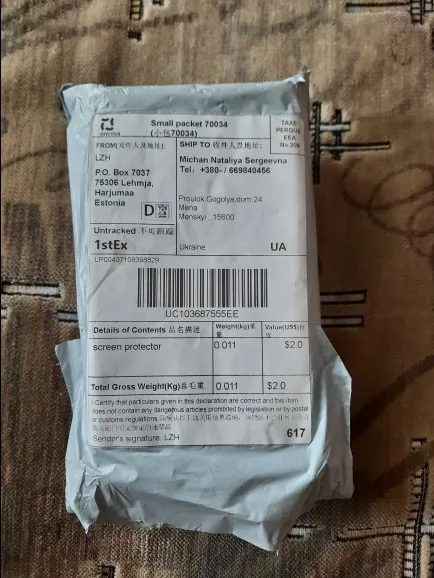 Small packet 70034
(小包70034)
TAXE
PERQUE
EEA
No.208
FROM(发件人及地址):
LZH
P.O. Box 7037
75306 Lehmja,
Harjumaa
Estonia
D
Untracked 不可跟踪
1stEx
SHIP TO 收件人及地址:
Michan Nataliya Sergeevna
Tel: +380- / 669840456
Proulok Gogolya,dom 24
Mena
Menskyi 15600
Ukraine UA
LP00407108398829
UC103687555EE
Details of Contents 品名描述 Weight(kg)重量 Value(US$)价值
screen protector 0.011 $2.0
Total Gross Weight(Kg)总毛重 0.011 $2.0
I Certify that particulars given in this declaration are correct and this item
does not contain any dangerous articles prohibited by legislation or by postal
or customs regulations
Sender's signature: LZH 617